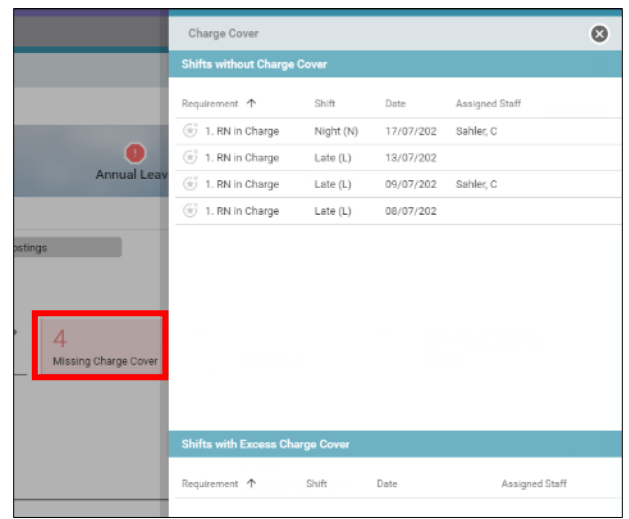 Charge Cover
Shifts without Charge Cover
Requirement ↑ Shift Date Assigned Staff
1. RN in Charge Night (N) 17/07/202 Sahler, C
1. RN in Charge Late (L) 13/07/202
1. RN in Charge Late (L) 09/07/202 Sahler, C
1. RN in Charge Late (L) 08/07/202
Annual Leav
ostings
4
Missing Charge Cover
Shifts with Excess Charge Cover
Requirement ↑ Shift Date Assigned Staff